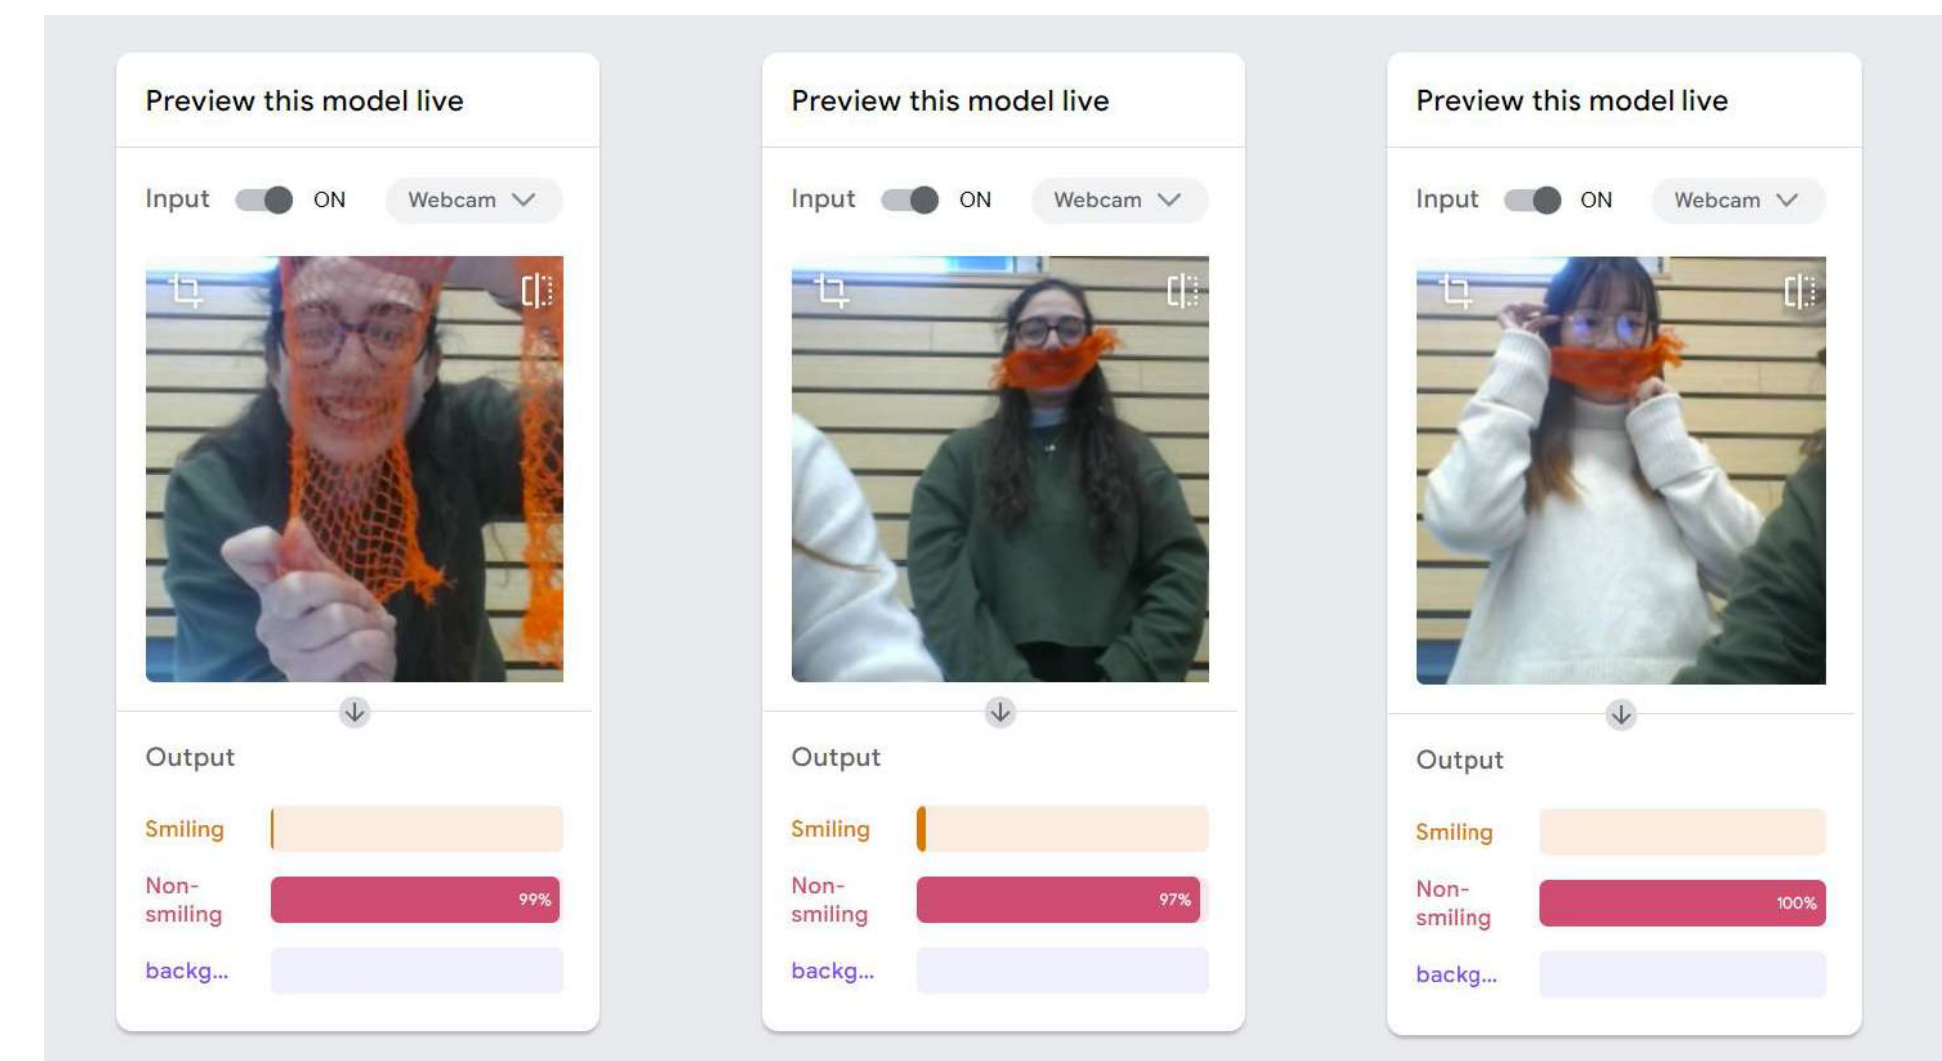 Preview this model live
Input ON Webcam
Output
Smiling
Non-
smiling 99%
backg...
Preview this model live
Input ON Webcam
Output
Smiling
Non-
smiling 97%
backg...
Preview this model live
Input ON Webcam
Output
Smiling
Non-
smiling 100%
backg...